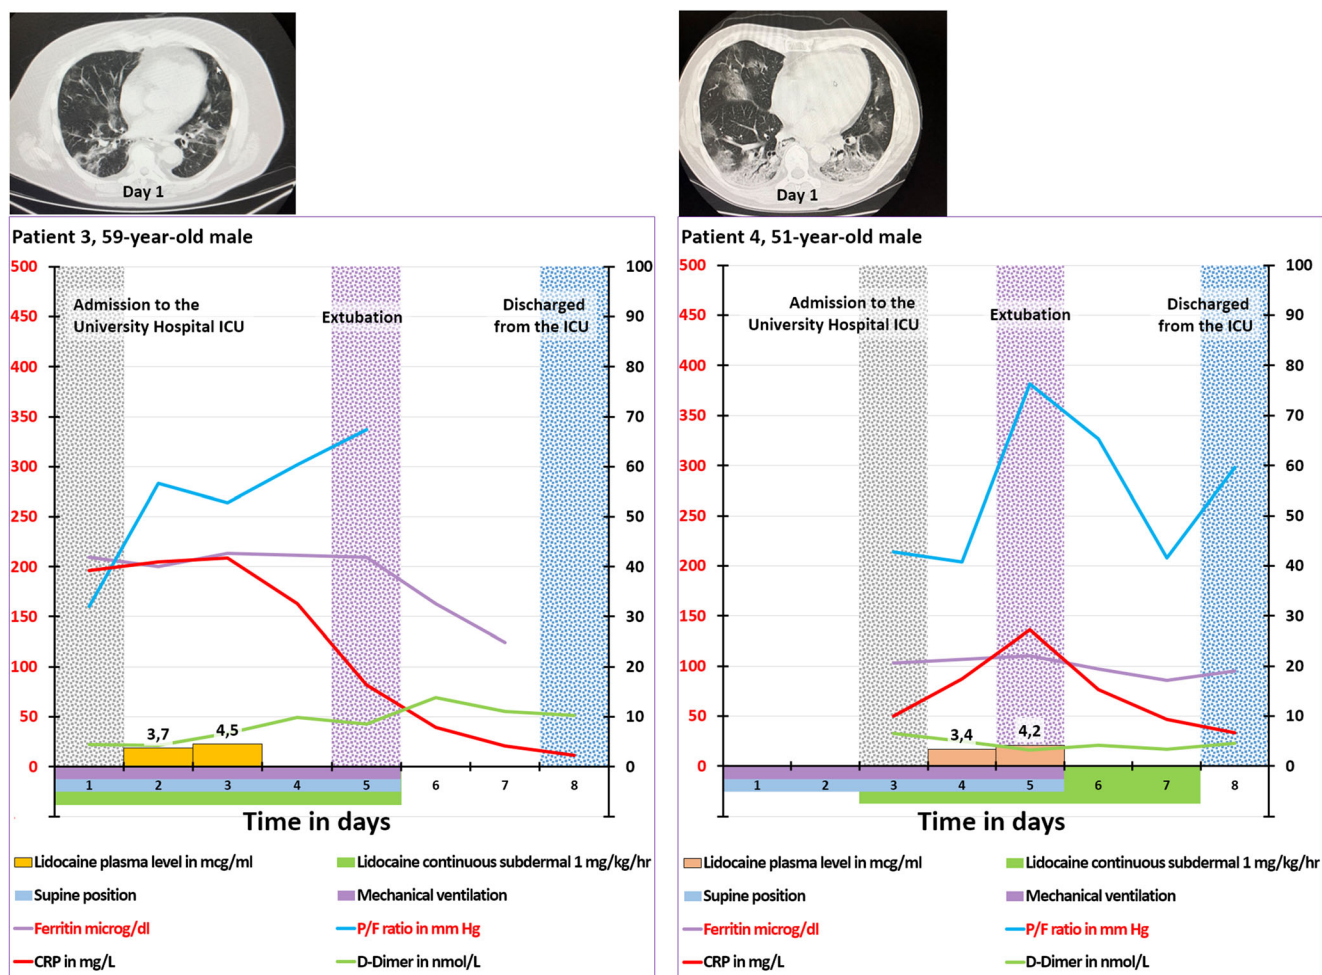 Day 1
Day 1
Patient 3, 59-year-old male
500
450
400
350
300
250
200
150
100
50
0
Admission to the
University Hospital ICU
Extubation
Discharged
from the ICU
100
90
80
70
60
50
40
30
20
10
0
3,7
4,5
1 2 3 4 5 6 7 8
Time in days
Lidocaine plasma level in mcg/ml
Lidocaine continuous subdermal 1 mg/kg/hr
Supine position
Mechanical ventilation
Ferritin microg/dl
P/F ratio in mm Hg
CRP in mg/L
D-Dimer in nmol/L
Patient 4, 51-year-old male
500
450
400
350
300
250
200
150
100
50
0
Admission to the
University Hospital ICU
Extubation
Discharged
from the ICU
100
90
80
70
60
50
40
30
20
10
0
3,4
4,2
1 2 3 4 5 6 7 8
Time in days
Lidocaine plasma level in mcg/ml
Lidocaine continuous subdermal 1 mg/kg/hr
Supine position
Mechanical ventilation
Ferritin microg/dl
P/F ratio in mm Hg
CRP in mg/L
D-Dimer in nmol/L